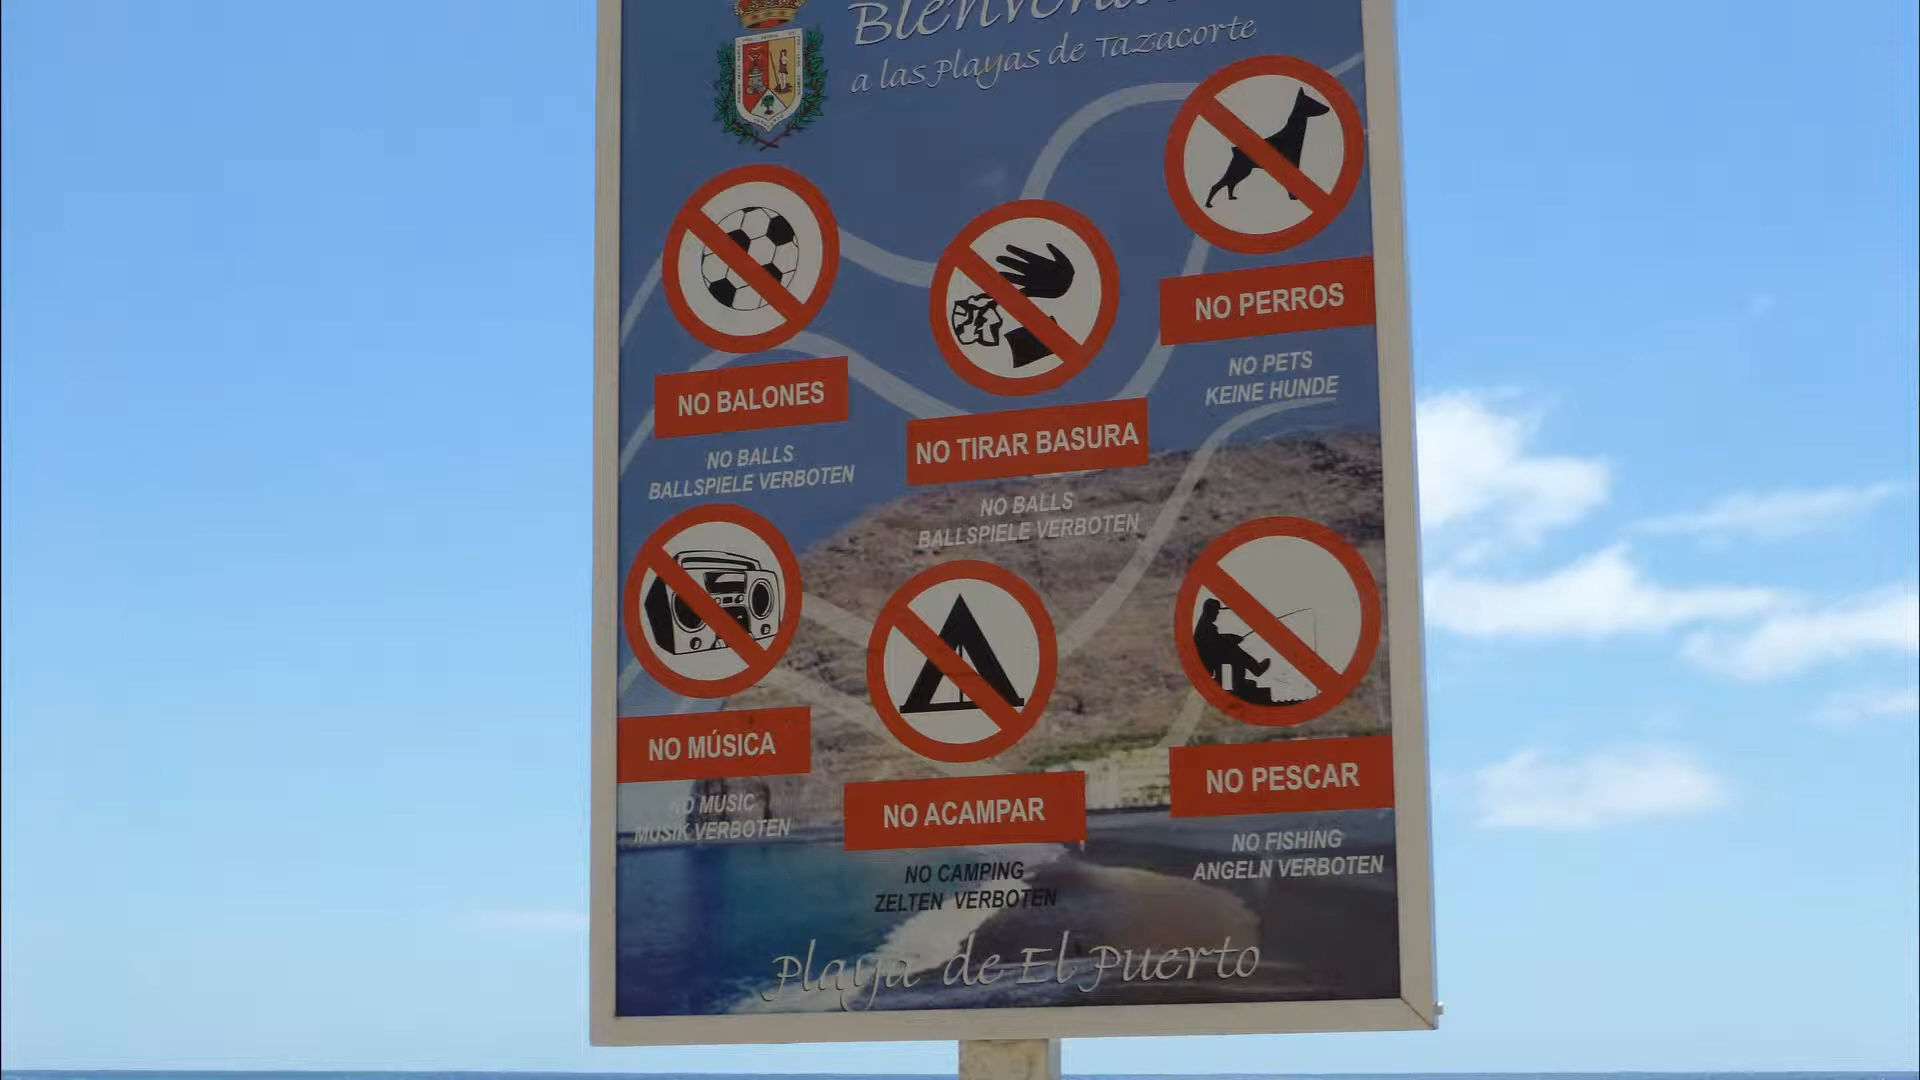 a las Playas de Tazacorte
NO PERROS
NO PETS
KEINE HUNDE
NO BALONES
NO BALLS
BALLSPIELE VERBOTEN
NO TIRAR BASURA
NO BALLS
BALLSPIELE VERBOTEN
NO MÚSICA
NO MUSIC
MUSIK VERBOTEN
NO ACAMPAR
NO CAMPING
ZELTEN VERBOTEN
NO PESCAR
NO FISHING
ANGELN VERBOTEN
Playa de El Puerto